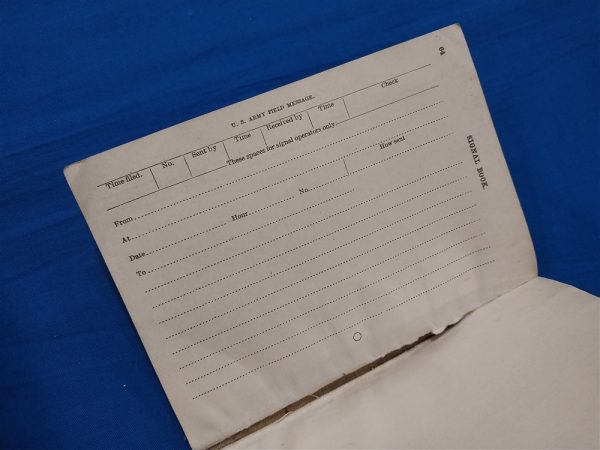 64
SIGNAL BOOK.
U. S. ARMY FIELD MESSAGE.
Time filed. No. Sent by Time Received by Time Check
These spaces for signal operators only.
From
At
How sent
Date Hour No.
To